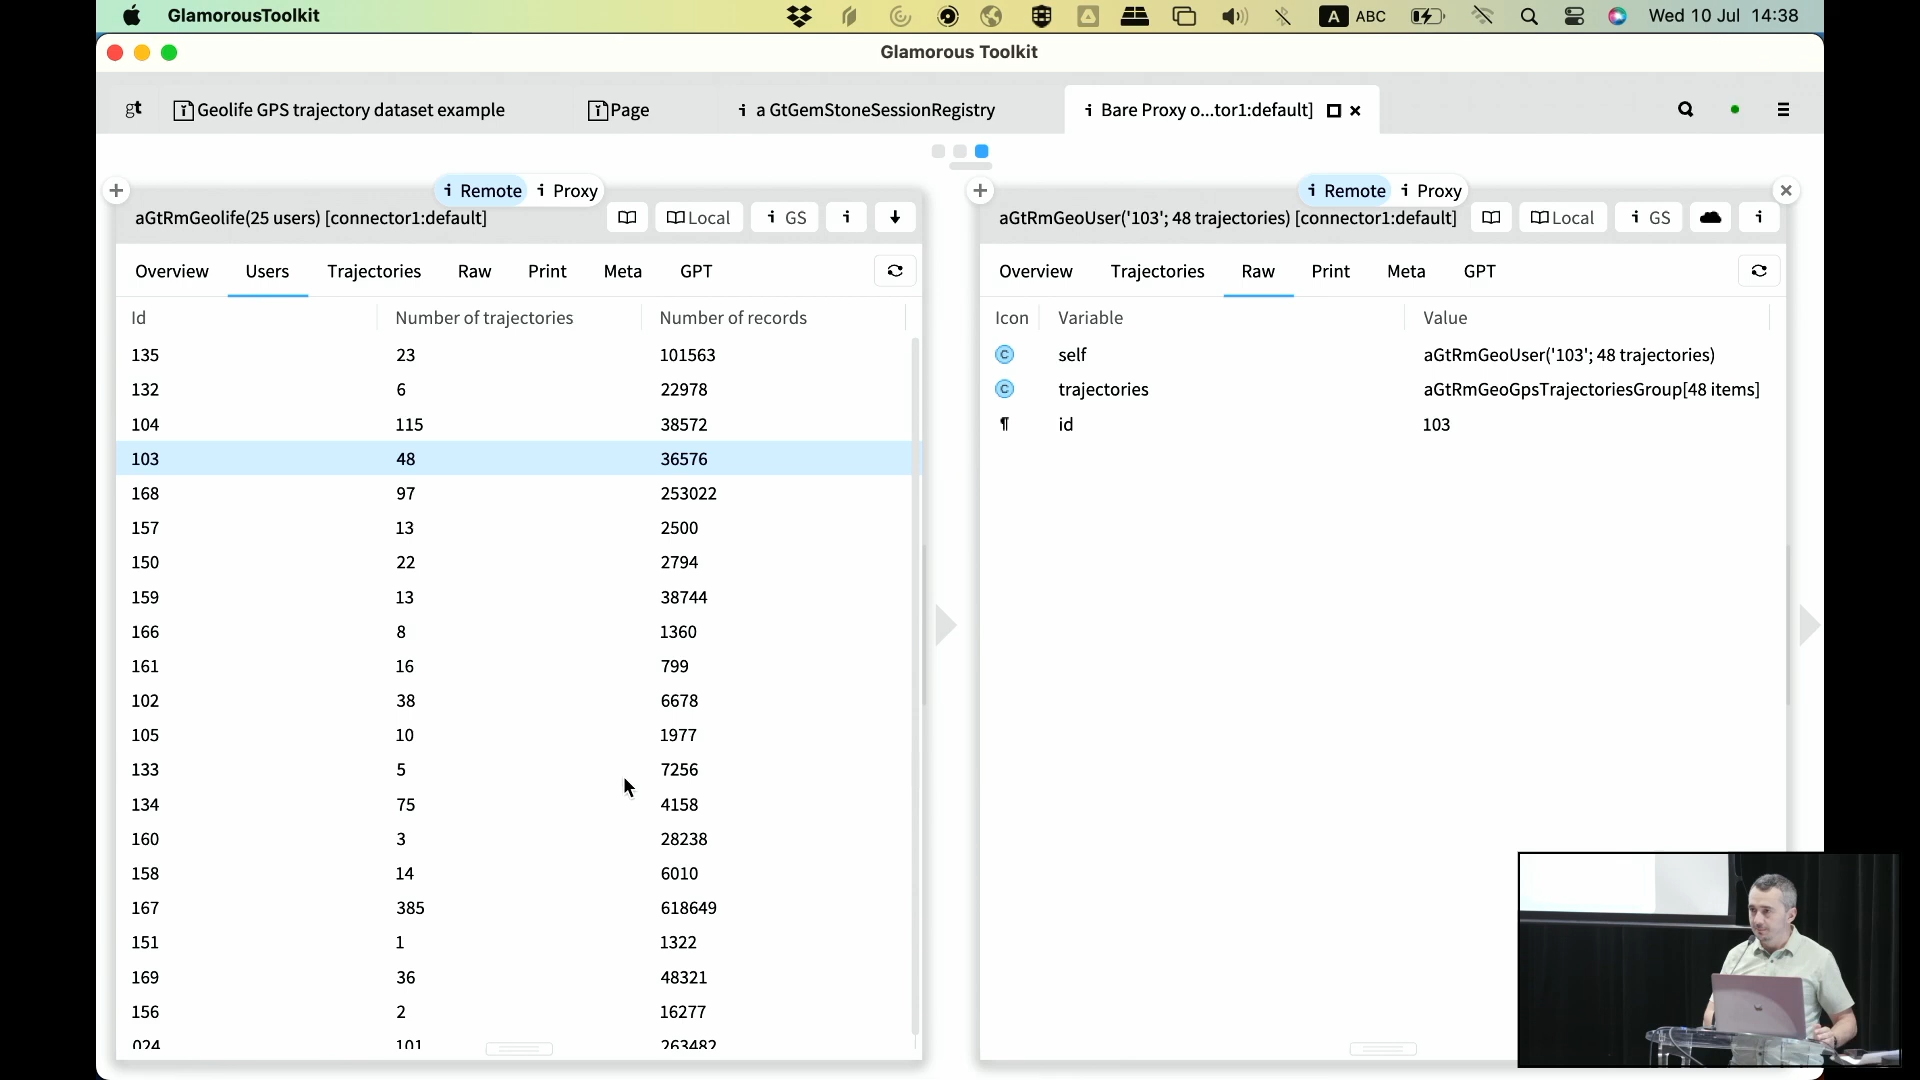 GlamorousToolkit
A ABC Wed 10 Jul 14:38
Glamorous Toolkit
gt Geolife GPS trajectory dataset example Page i a GtGemStoneSessionRegistry i Bare Proxy o...tor1:default]
i Remote i Proxy
aGtRmGeolife(25 users) [connector1:default] Local i GS i
Overview Users Trajectories Raw Print Meta GPT
Id Number of trajectories Number of records
135 23 101563
132 6 22978
104 115 38572
103 48 36576
168 97 253022
157 13 2500
150 22 2794
159 13 38744
166 8 1360
161 16 799
102 38 6678
105 10 1977
133 5 7256
134 75 4158
160 3 28238
158 14 6010
167 385 618649
151 1 1322
169 36 48321
156 2 16277
024 101 263482
i Remote i Proxy
aGtRmGeoUser('103'; 48 trajectories) [connector1:default] Local i GS i
Overview Trajectories Raw Print Meta GPT
Icon Variable Value
C self aGtRmGeoUser('103'; 48 trajectories)
C trajectories aGtRmGeoGpsTrajectoriesGroup[48 items]
¶ id 103